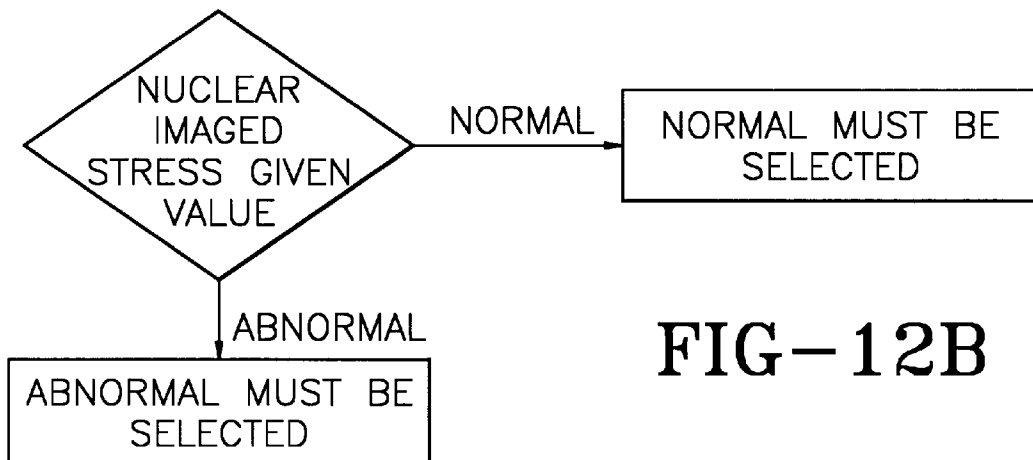 NUCLEAR
IMAGED
STRESS GIVEN
VALUE
NORMAL
NORMAL MUST BE
SELECTED
ABNORMAL
ABNORMAL MUST BE
SELECTED
FIG-12B